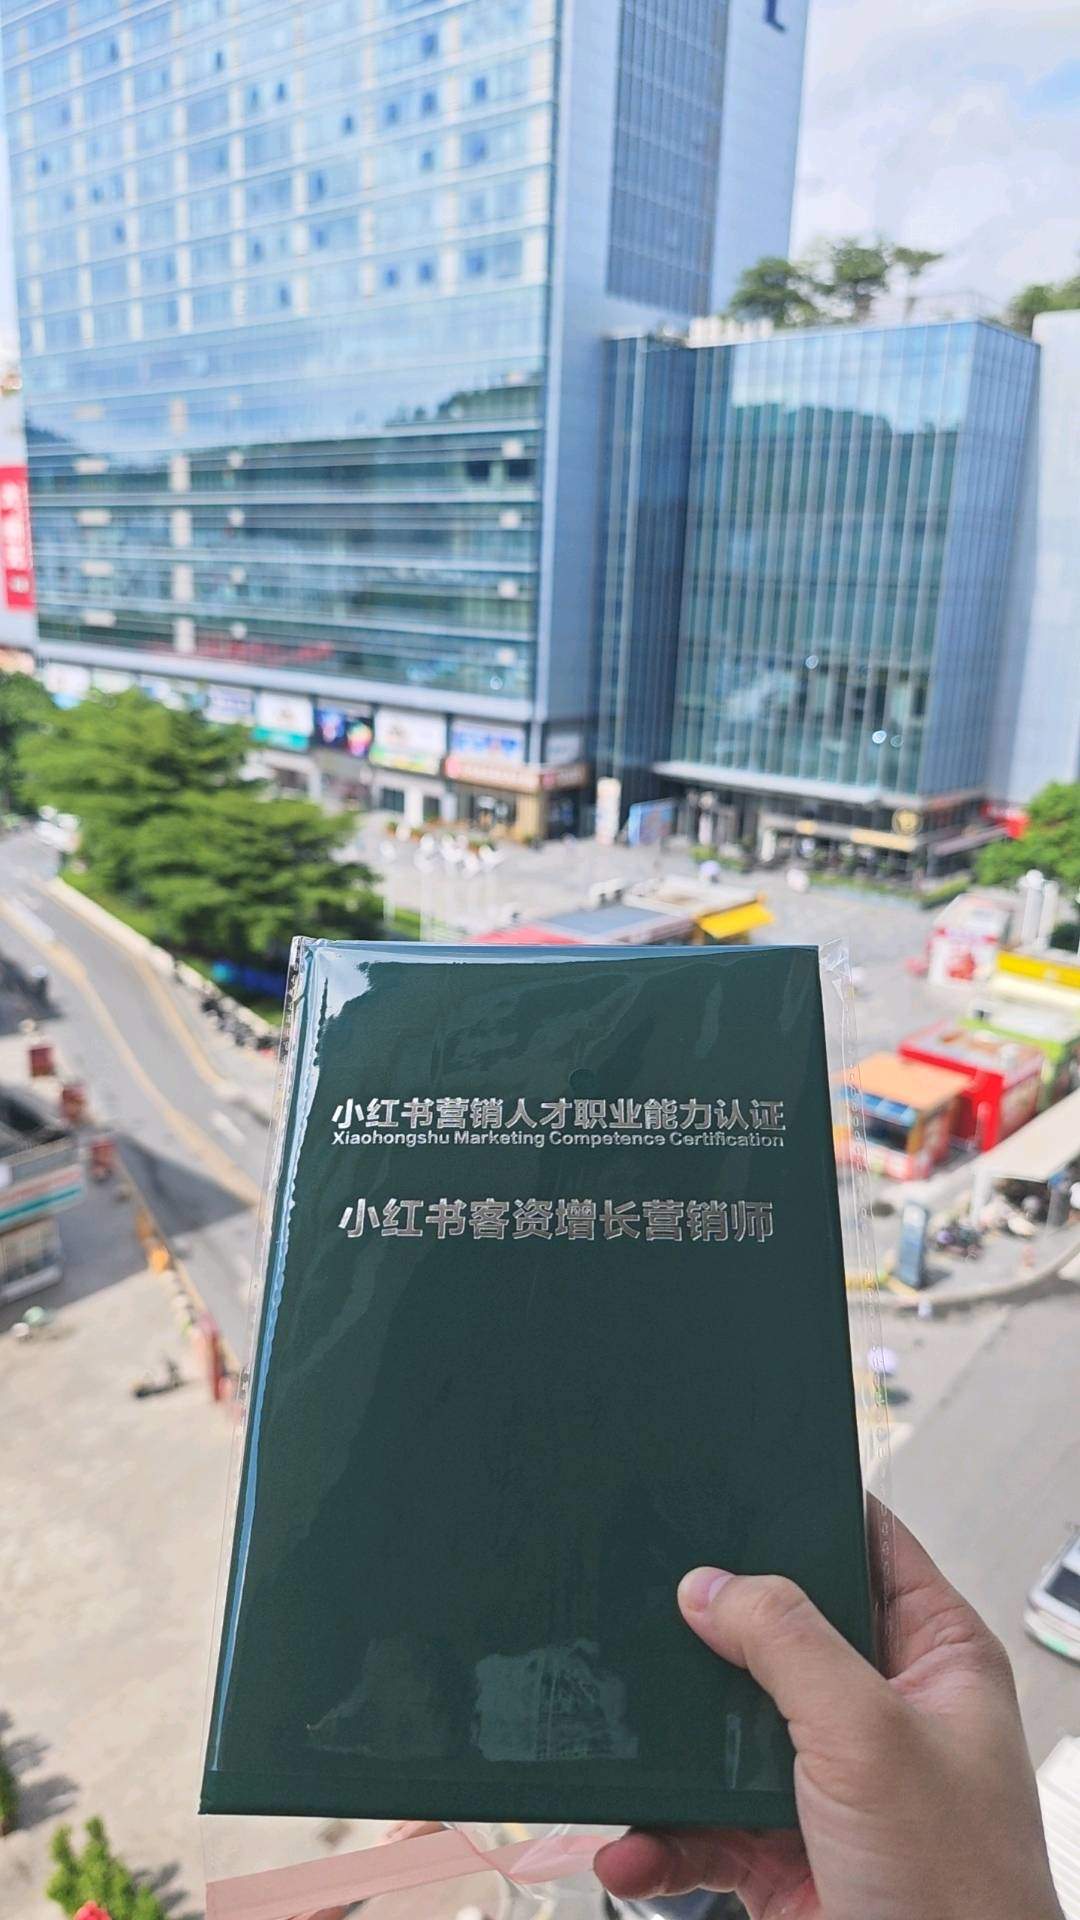 小红书营销人才职业能力认证
Xiaohongshu Marketing Competence Certification
小红书客资增长营销师